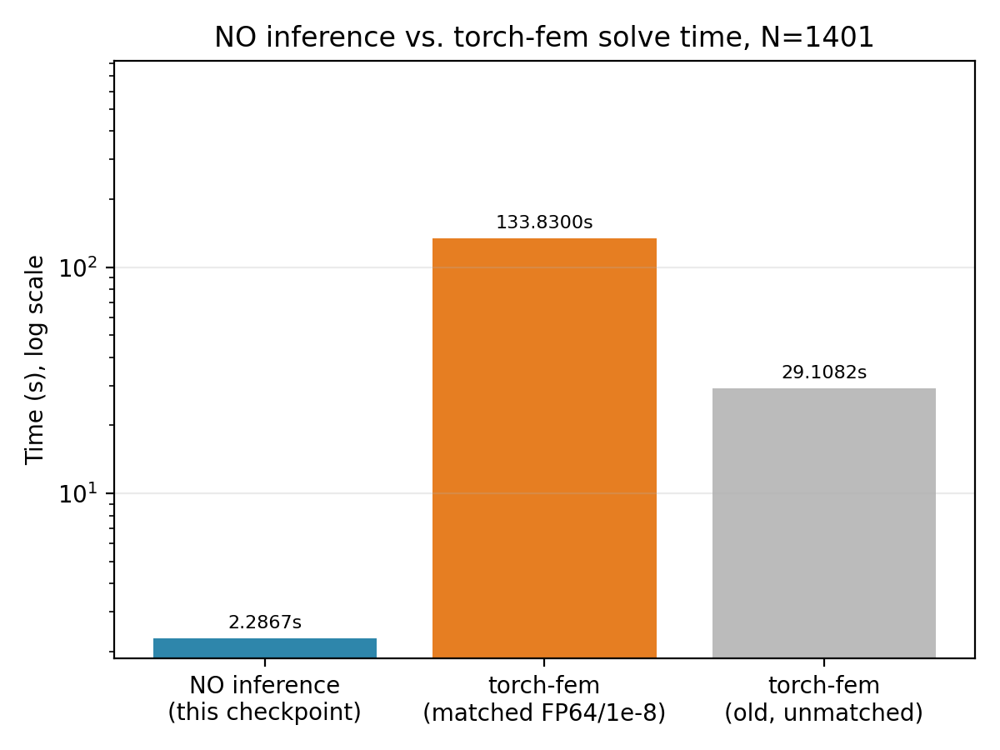 NO inference vs. torch-fem solve time, N=1401
Time (s), log scale
10²
10¹
133.8300s
29.1082s
2.2867s
NO inference
(this checkpoint)
torch-fem
(matched FP64/1e-8)
torch-fem
(old, unmatched)